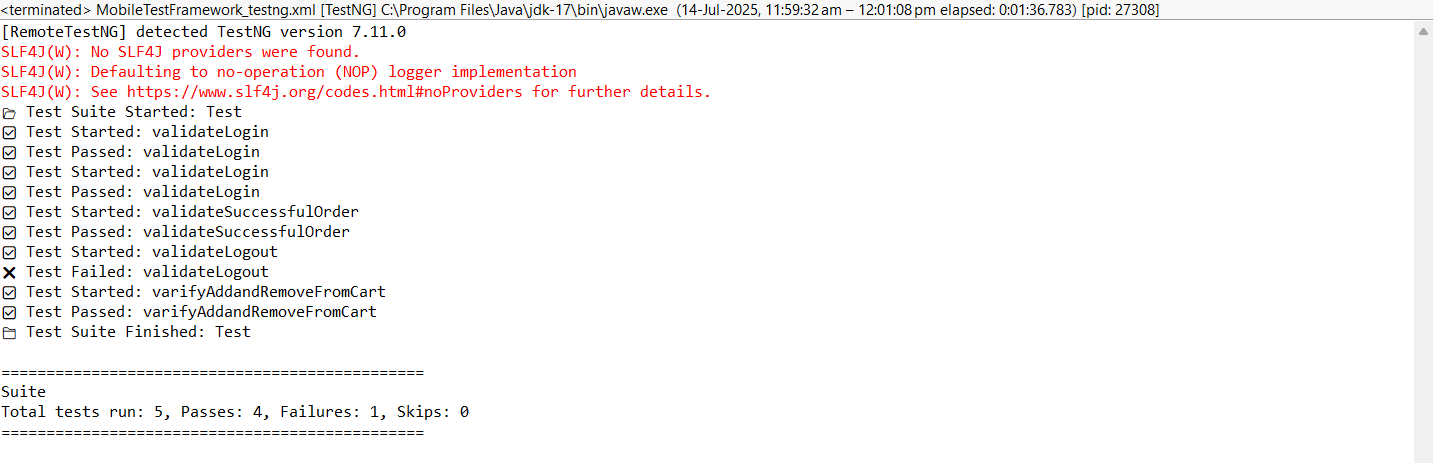 <terminated> MobileTestFramework_testng.xml [TestNG] C:\Program Files\Java\jdk-17\bin\javaw.exe (14-Jul-2025, 11:59:32 am – 12:01:08 pm elapsed: 0:01:36.783) [pid: 27308]
[RemoteTestNG] detected TestNG version 7.11.0
SLF4J(W): No SLF4J providers were found.
SLF4J(W): Defaulting to no-operation (NOP) logger implementation
SLF4J(W): See https://www.slf4j.org/codes.html#noProviders for further details.
📂 Test Suite Started: Test
☑ Test Started: validateLogin
☑ Test Passed: validateLogin
☑ Test Started: validateLogin
☑ Test Passed: validateLogin
☑ Test Started: validateSuccessfulOrder
☑ Test Passed: validateSuccessfulOrder
☑ Test Started: validateLogout
❌ Test Failed: validateLogout
☑ Test Started: varifyAddandRemoveFromCart
☑ Test Passed: varifyAddandRemoveFromCart
📁 Test Suite Finished: Test
===============================================
Suite
Total tests run: 5, Passes: 4, Failures: 1, Skips: 0
===============================================